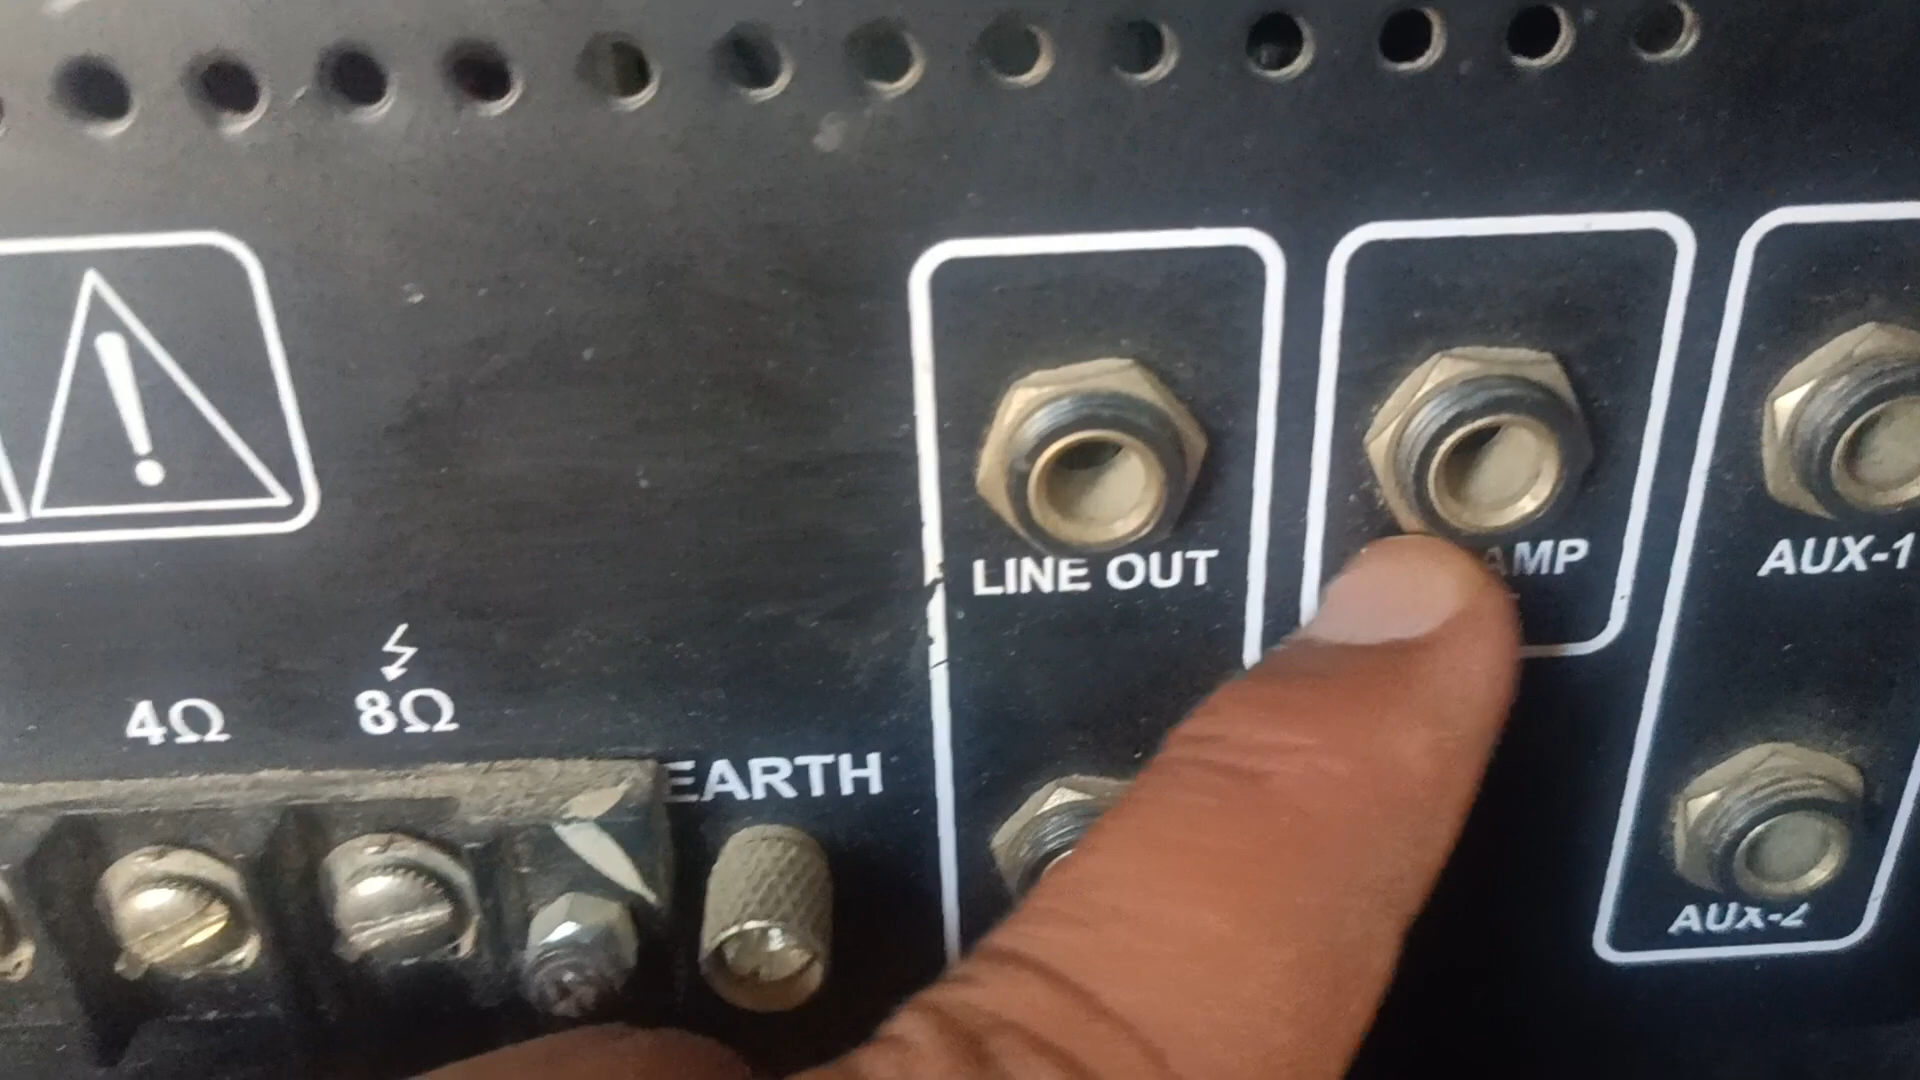 LINE OUT
AMP
AUX-1
4Ω
8Ω
EARTH
AUX-2